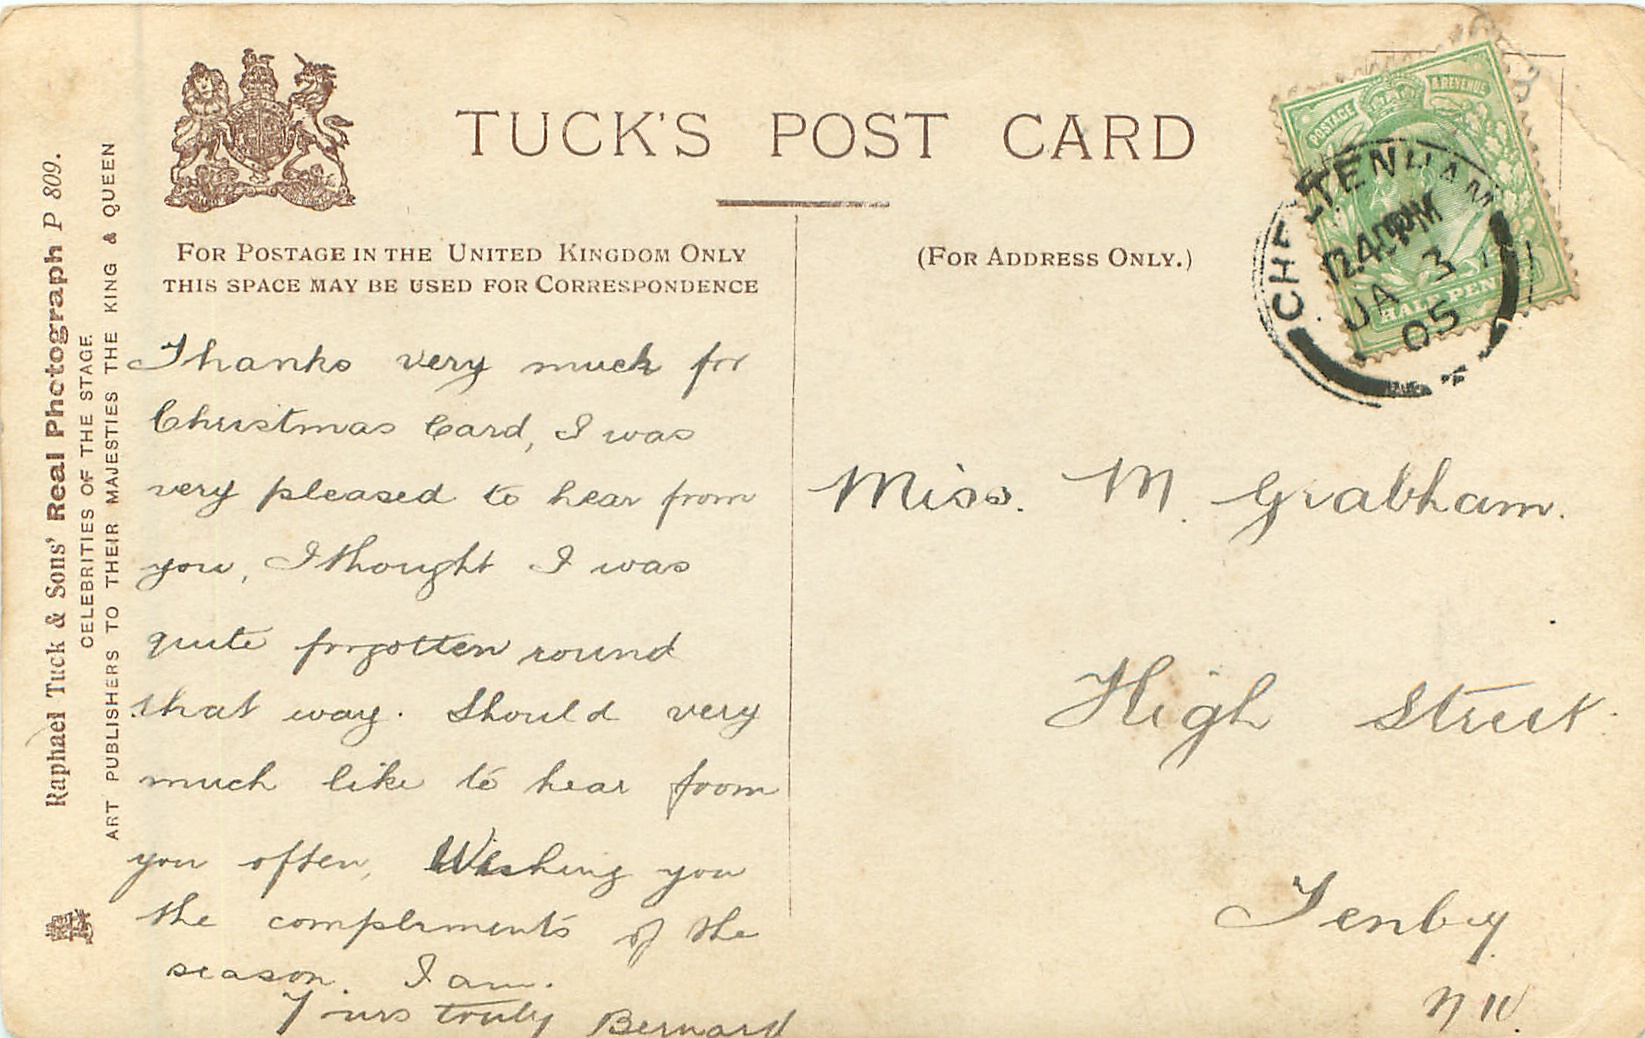 TUCK'S POST CARD
FOR POSTAGE IN THE UNITED KINGDOM ONLY
THIS SPACE MAY BE USED FOR CORRESPONDENCE
(FOR ADDRESS ONLY.)
Raphael Tuck & Sons' Real Photograph P 809.
CELEBRITIES OF THE STAGE
ART PUBLISHERS TO THEIR MAJESTIES THE KING & QUEEN
POSTAGE & REVENUE
HALFPENNY
CHELTENHAM
12.40PM
JA 3
05
Thanks very much for
Christmas Card, I was
very pleased to hear from
you, I thought I was
quite forgotten round
that way. Should very
much like to hear from
you often, Wishing you
the compliments of the
season. I am.
Yours truly Bernard
Miss. M. Grabham.
High Street.
Tenby